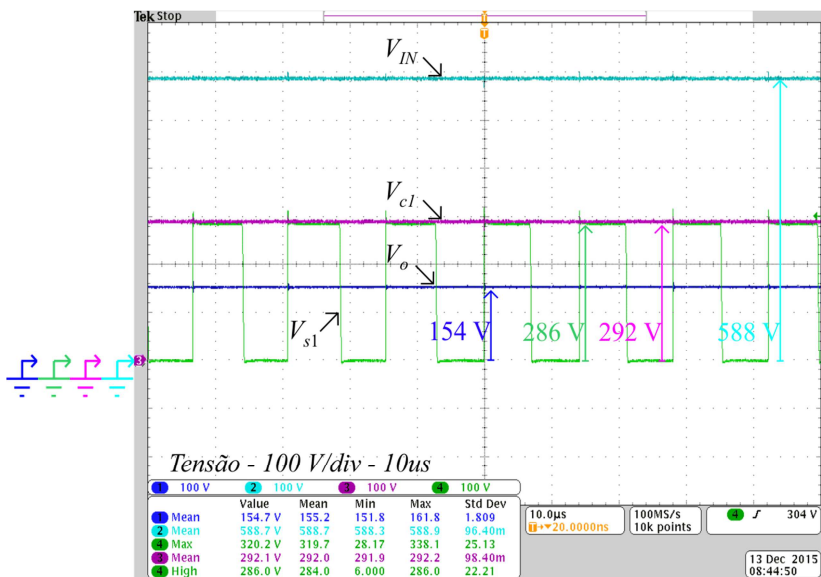 Tek Stop
T
T
V_IN
V_c1
V_o
V_s1
154 V
286 V
292 V
588 V
3
Tensão - 100 V/div - 10us
1 100 V 2 100 V 3 100 V 4 100 V
Value Mean Min Max Std Dev
1 Mean 154.7 V 155.2 151.8 161.8 1.809
2 Mean 588.7 V 588.7 588.3 588.9 96.40m
4 Max 320.2 V 319.7 28.17 338.1 25.13
3 Mean 292.1 V 292.0 291.9 292.2 98.40m
4 High 286.0 V 284.0 6.000 286.0 22.21
10.0µs
T→▼20.0000ns
100MS/s
10k points
4 ∫ 304 V
13 Dec 2015
08:44:50